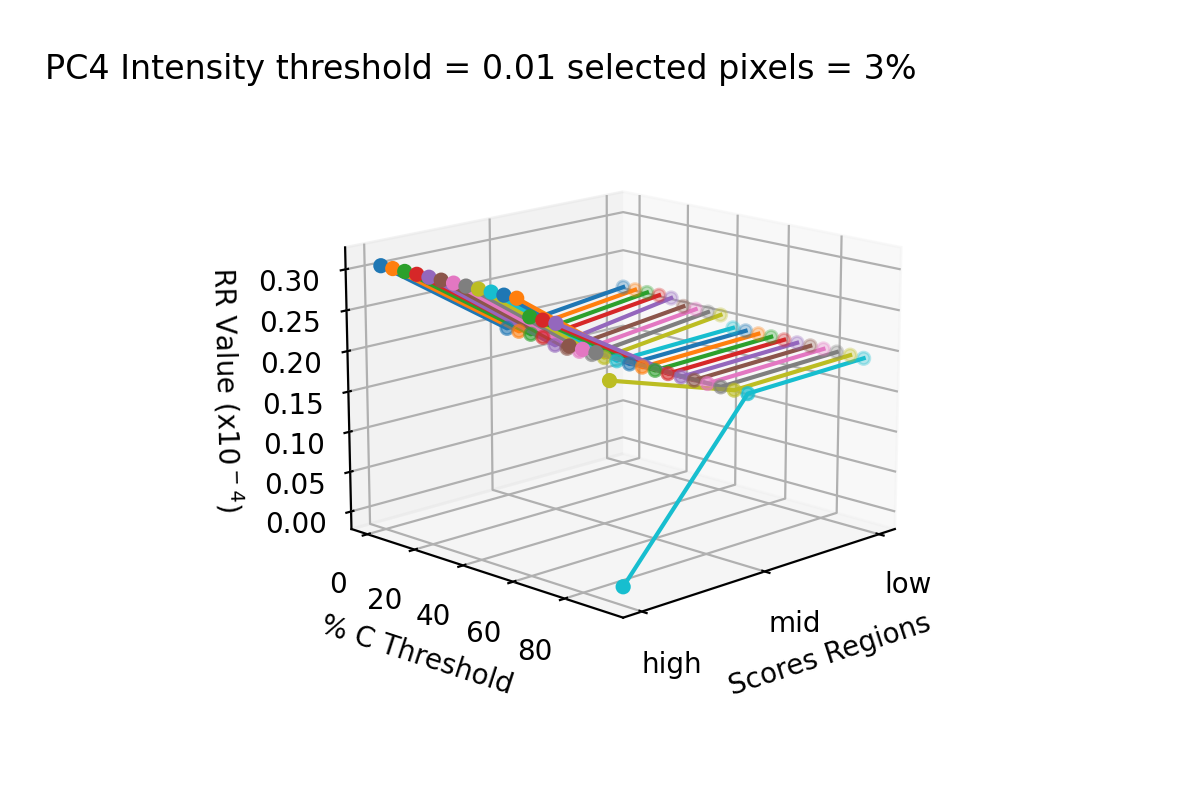 PC4 Intensity threshold = 0.01 selected pixels = 3%
RR Value (x10⁻⁴)
0.30
0.25
0.20
0.15
0.10
0.05
0.00
0
20
40
60
80
% C Threshold
high
mid
low
Scores Regions